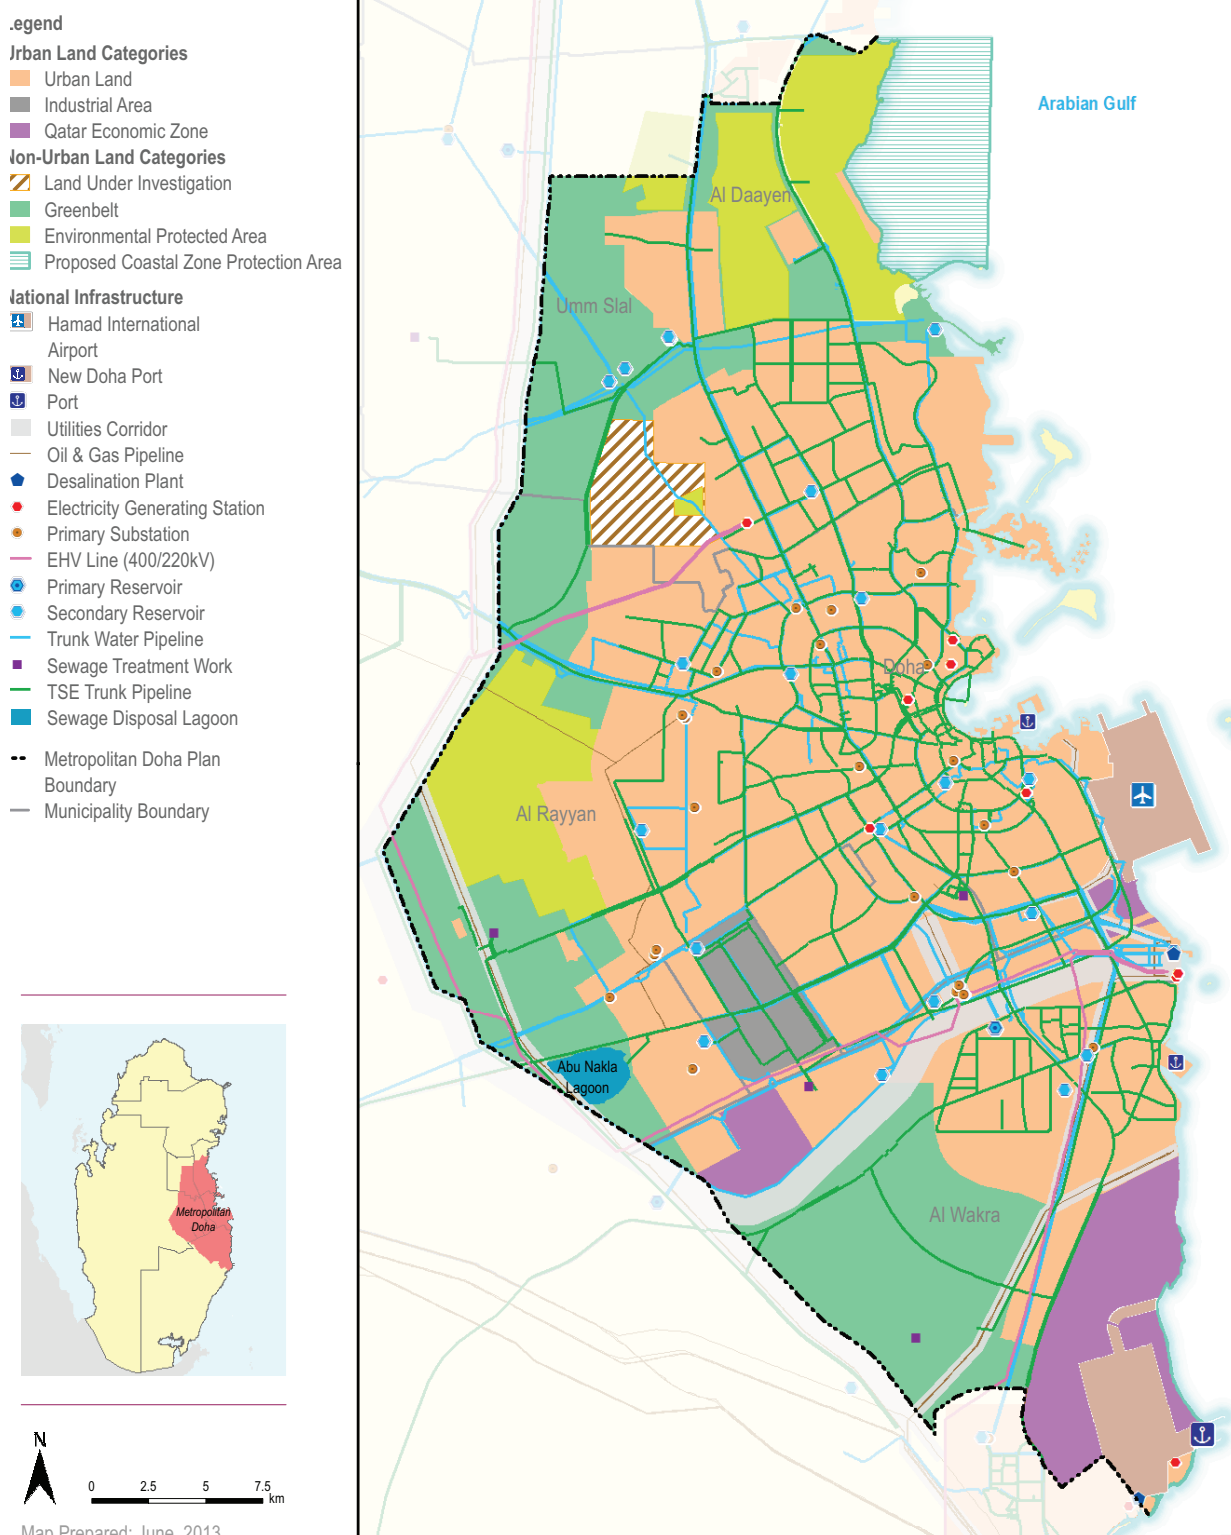 .egend
Jrban Land Categories
Urban Land
Industrial Area
Qatar Economic Zone
Non-Urban Land Categories
Land Under Investigation
Greenbelt
Environmental Protected Area
Proposed Coastal Zone Protection Area
National Infrastructure
Hamad International
Airport
New Doha Port
Port
Utilities Corridor
Oil & Gas Pipeline
Desalination Plant
Electricity Generating Station
Primary Substation
EHV Line (400/220kV)
Primary Reservoir
Secondary Reservoir
Trunk Water Pipeline
Sewage Treatment Work
TSE Trunk Pipeline
Sewage Disposal Lagoon
Metropolitan Doha Plan
Boundary
Municipality Boundary
Metropolitan
Doha
N
0 2.5 5 7.5
km
Map Prepared: June, 2013
Arabian Gulf
Al Daayen
Umm Slal
Doha
Al Rayyan
Abu Nakla
Lagoon
Al Wakra